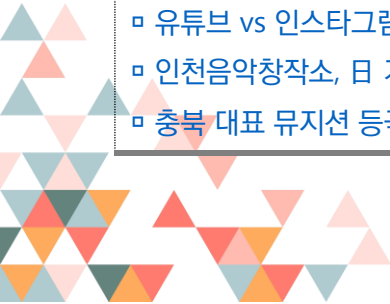 ▫ 유튜브 vs 인스타그램
▫ 인천음악창작소, 日
▫ 충북 대표 뮤지션